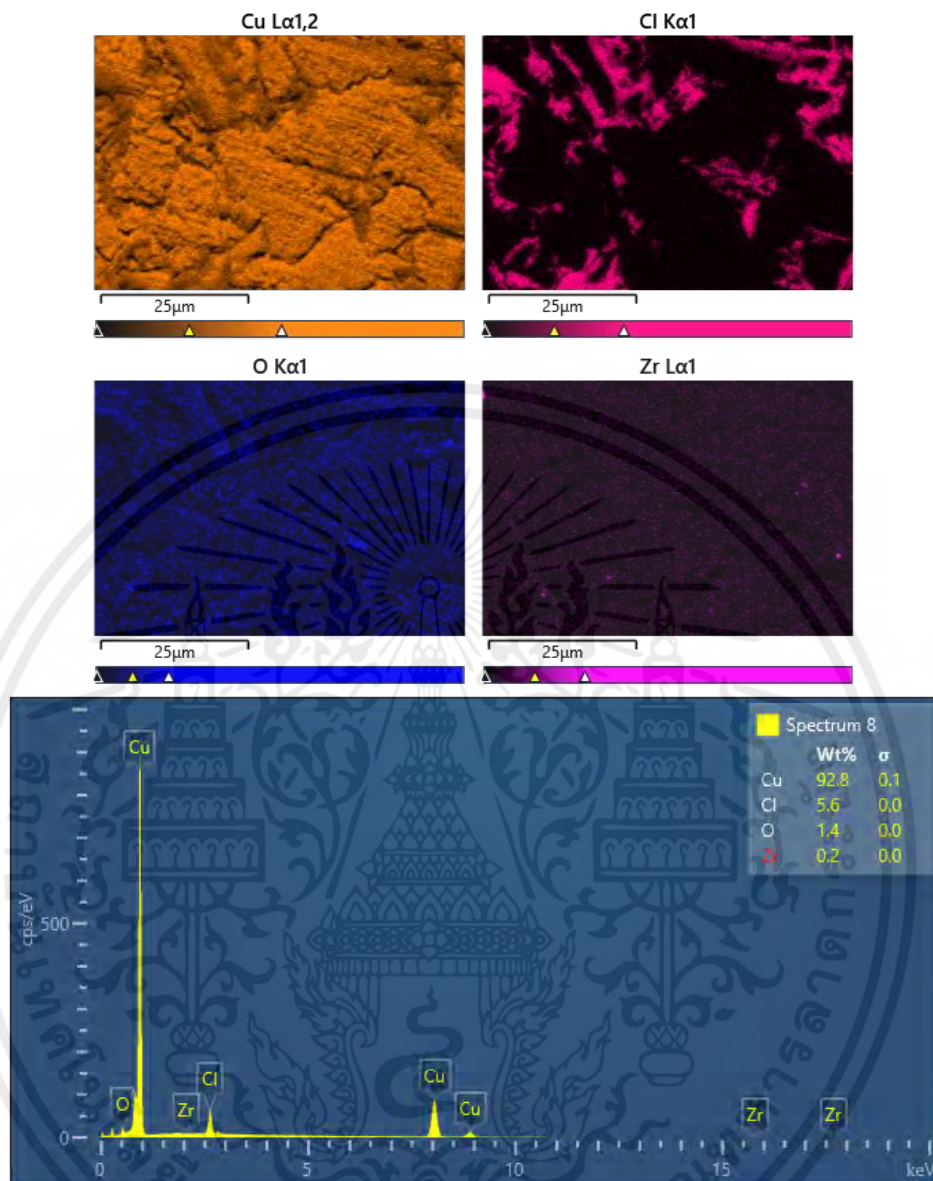 Cu Lα1,2
Cl Kα1
25µm
25µm
O Kα1
Zr Lα1
25µm
25µm
Spectrum 8
Wt% σ
Cu 92.8 0.1
Cl 5.6 0.0
O 1.4 0.0
Zr 0.2 0.0
cps/eV
500
0
Cu
O
Zr
Cl
Cu
Cu
Zr
Zr
0 5 10 15 keV